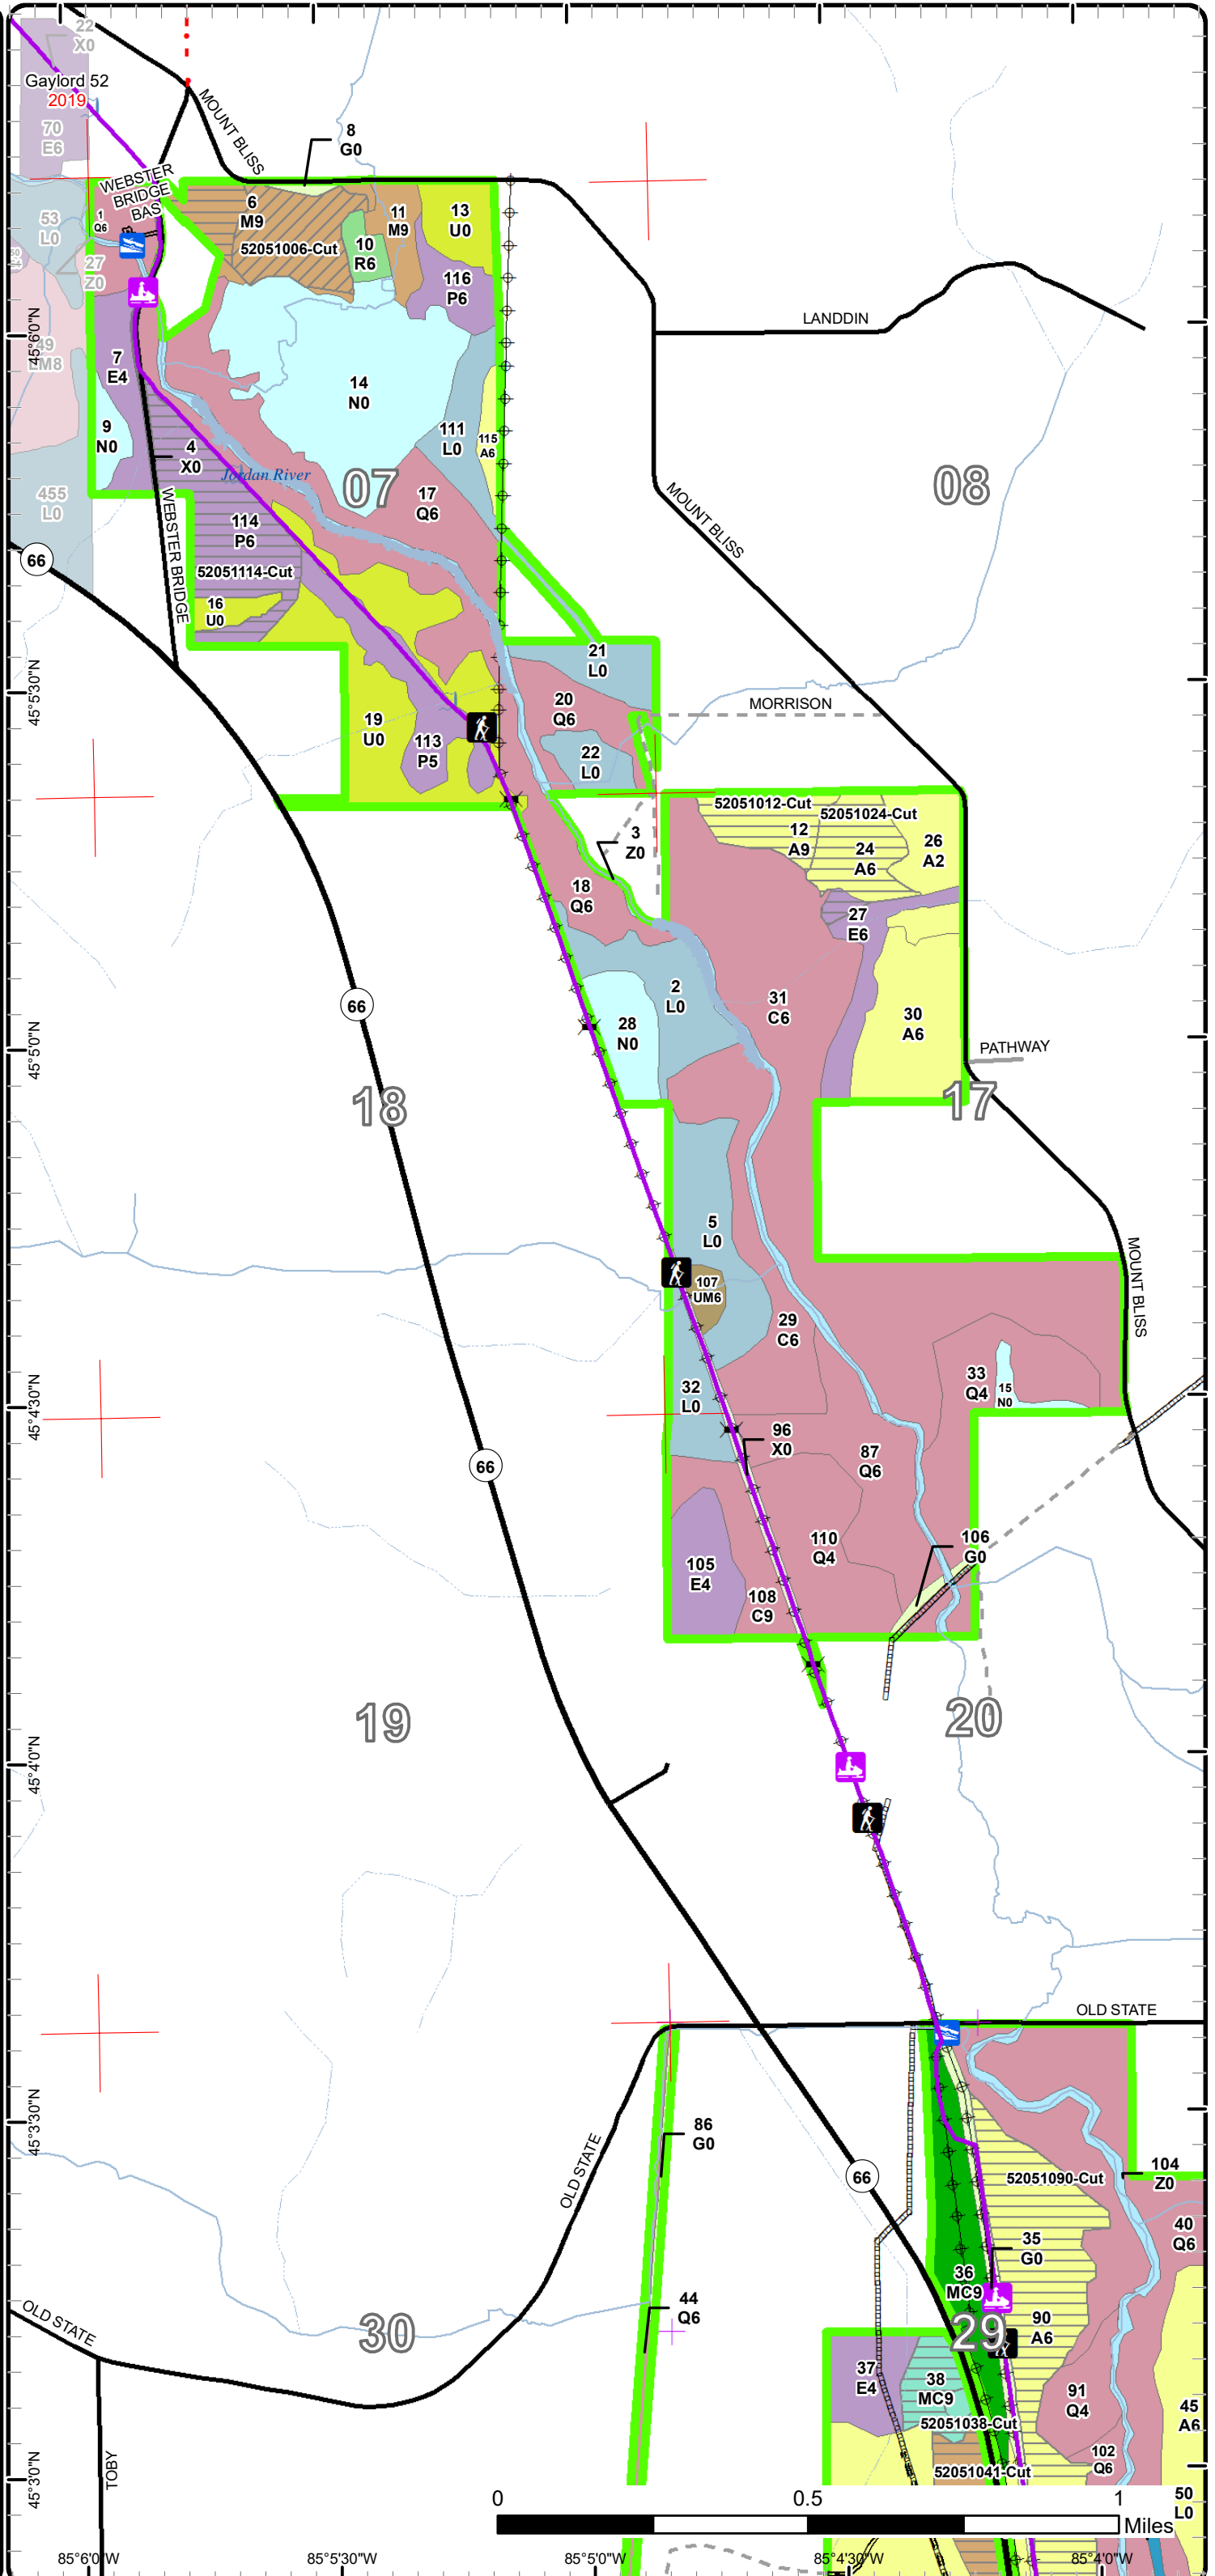 22
X0
Gaylord 52
2019
70
E6
MOUNT BLISS
8
G0
WEBSTER
BRIDGE
BAS
1
Q6
6
M9
52051006-Cut
11
M9
10
R6
13
U0
116
P6
53
L0
27
Z0
LANDDIN
45°6'0"N
49
M8
7
E4
14
N0
9
N0
4
X0
111
L0
115
A6
Jordan River
07
08
17
Q6
455
L0
MOUNT BLISS
114
P6
66
WEBSTER BRIDGE
52051114-Cut
16
U0
21
L0
45°5'30"N
20
Q6
MORRISON
19
U0
113
P5
22
L0
52051012-Cut
52051024-Cut
12
A9
24
A6
26
A2
3
Z0
18
Q6
27
E6
2
L0
31
C6
28
N0
30
A6
66
45°5'0"N
PATHWAY
18
17
5
L0
MOUNT BLISS
107
UM6
29
C6
33
Q4
15
N0
32
L0
45°4'30"N
96
X0
87
Q6
66
110
Q4
106
G0
105
E4
108
C9
19
20
45°4'0"N
OLD STATE
86
G0
45°3'30"N
OLD STATE
66
52051090-Cut
104
Z0
40
Q6
35
G0
36
MC9
44
Q6
90
A6
OLD STATE
30
29
37
E4
38
MC9
91
Q4
45
A6
52051038-Cut
102
Q6
52051041-Cut
TOBY
45°3'0"N
50
L0
0
0.5
1
Miles
85°6'0"W
85°5'30"W
85°5'0"W
85°4'30"W
85°4'0"W